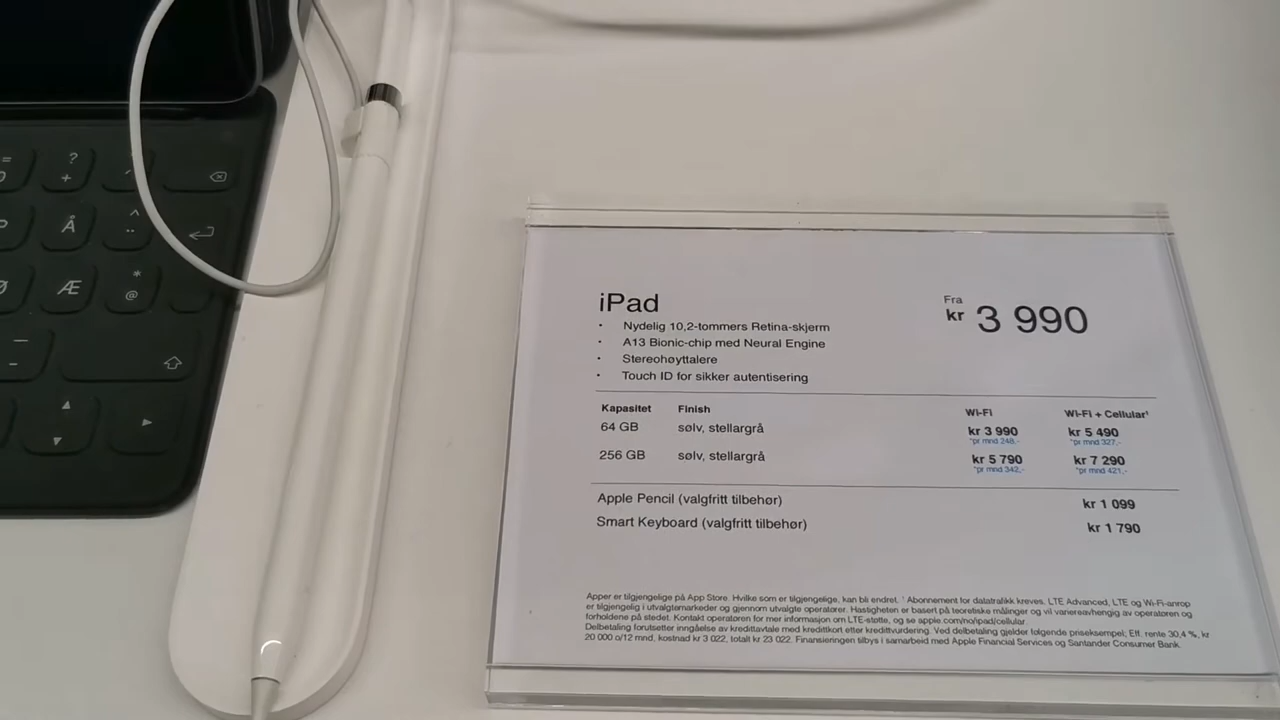 =
?
+
Å
^
¨
Æ
*
@
-
iPad
Fra
kr 3 990
• Nydelig 10,2-tommers Retina-skjerm
• A13 Bionic-chip med Neural Engine
• Stereohøyttalere
• Touch ID for sikker autentisering
Kapasitet Finish Wi-Fi Wi-Fi + Cellular¹
64 GB sølv, stellargrå kr 3 990 kr 5 490
*pr mnd 248,- *pr mnd 327,-
256 GB sølv, stellargrå kr 5 790 kr 7 290
*pr mnd 342,- *pr mnd 421,-
Apple Pencil (valgfritt tilbehør) kr 1 099
Smart Keyboard (valgfritt tilbehør) kr 1 790
Apper er tilgjengelige på App Store. Hvilke som er tilgjengelige, kan bli endret. ¹ Abonnement for datatrafikk kreves. LTE Advanced, LTE og Wi-Fi-anrop
er tilgjengelig i utvalgtemarkeder og gjennom utvalgte operatører. Hastigheten er basert på teoretiske målinger og vil variereavhengig av operatøren og
forholdene på stedet. Kontakt operatøren for mer informasjon om LTE-støtte, og se apple.com/no/ipad/cellular.
Delbetaling forutsetter inngåelse av kredittavtale med kredittkort etter kredittvurdering. Ved delbetaling gjelder følgende priseksempel; Eff. rente 30,4 %, kr
20 000 o/12 mnd, kostnad kr 3 022, totalt kr 23 022. Finansieringen tilbys i samarbeid med Apple Financial Services og Santander Consumer Bank.